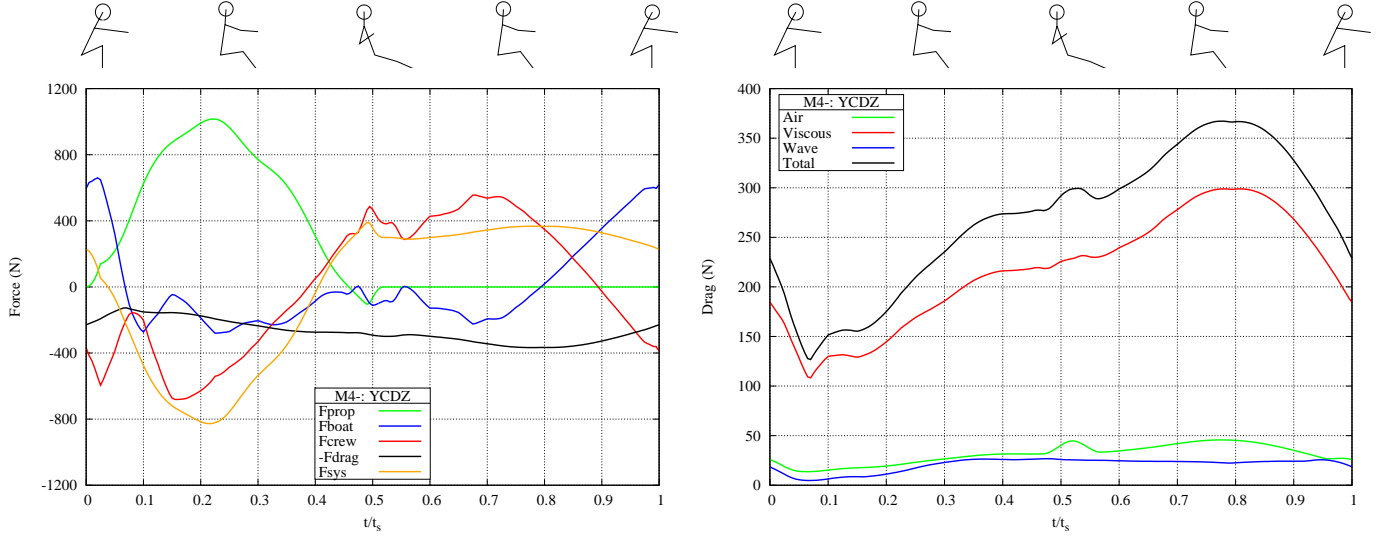 1200
800
400
0
-400
-800
-1200
Force (N)
M4-: YCDZ
Fprop
Fboat
Fcrew
-Fdrag
Fsys
0 0.1 0.2 0.3 0.4 0.5 0.6 0.7 0.8 0.9 1
t/ts
400
350
300
250
200
150
100
50
0
Drag (N)
M4-: YCDZ
Air
Viscous
Wave
Total
0 0.1 0.2 0.3 0.4 0.5 0.6 0.7 0.8 0.9 1
t/ts